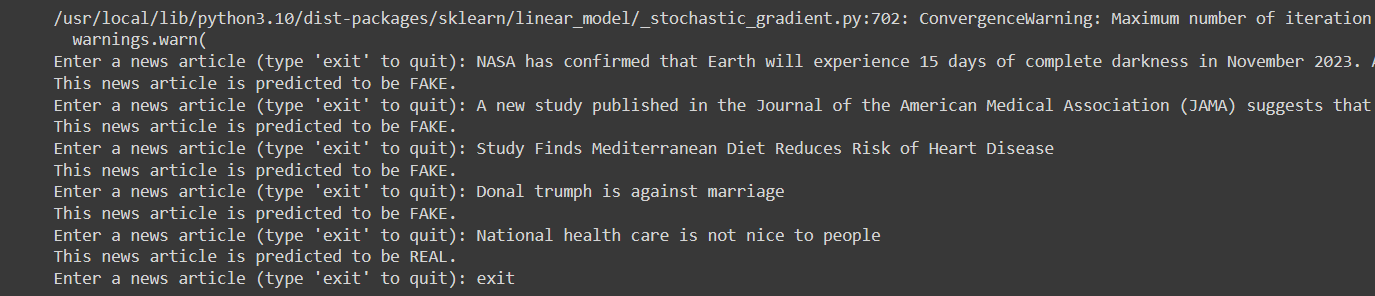 /usr/local/lib/python3.10/dist-packages/sklearn/linear_model/_stochastic_gradient.py:702: ConvergenceWarning: Maximum number of iteration
warnings.warn(
Enter a news article (type 'exit' to quit): NASA has confirmed that Earth will experience 15 days of complete darkness in November 2023.
This news article is predicted to be FAKE.
Enter a news article (type 'exit' to quit): A new study published in the Journal of the American Medical Association (JAMA) suggests that
This news article is predicted to be FAKE.
Enter a news article (type 'exit' to quit): Study Finds Mediterranean Diet Reduces Risk of Heart Disease
This news article is predicted to be FAKE.
Enter a news article (type 'exit' to quit): Donal trumph is against marriage
This news article is predicted to be FAKE.
Enter a news article (type 'exit' to quit): National health care is not nice to people
This news article is predicted to be REAL.
Enter a news article (type 'exit' to quit): exit